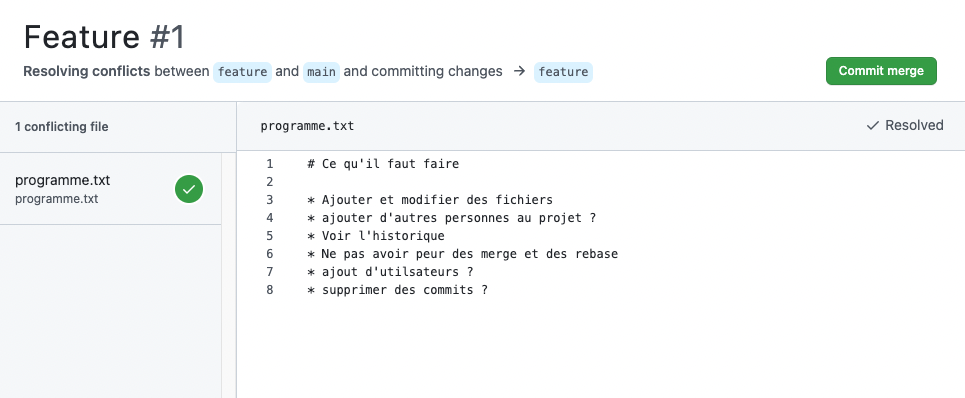 Feature #1
Resolving conflicts between feature and main and committing changes → feature
Commit merge
1 conflicting file
programme.txt
programme.txt
programme.txt
Resolved
1 # Ce qu'il faut faire
2
3 * Ajouter et modifier des fichiers
4 * ajouter d'autres personnes au projet ?
5 * Voir l'historique
6 * Ne pas avoir peur des merge et des rebase
7 * ajout d'utilsateurs ?
8 * supprimer des commits ?